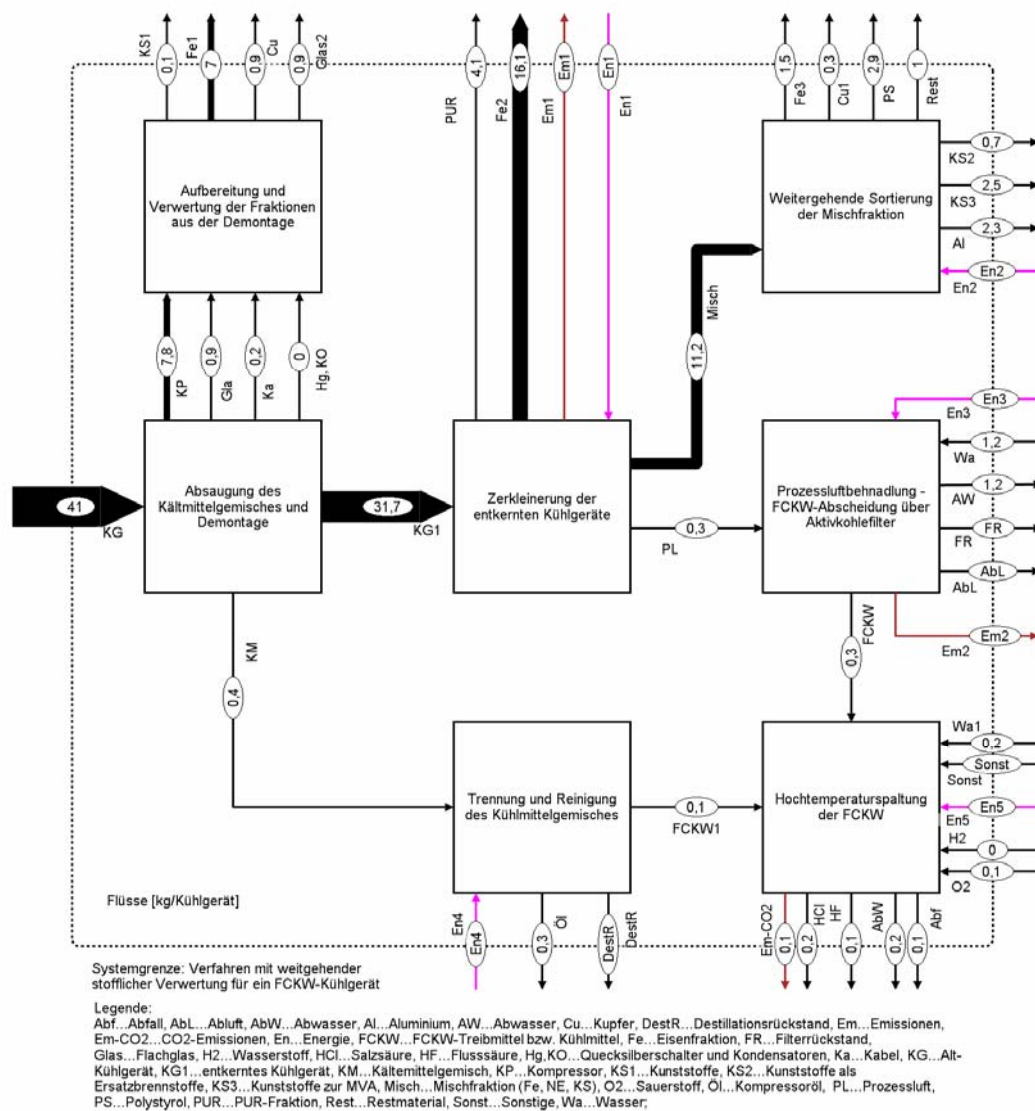 KS1
0,1
Fe1
7
Cu
0,9
Glas2
0,9
PUR
4,1
Fe2
16,1
Em1
Em1
En1
En1
Fe3
1,5
Cu1
0,3
PS
2,9
Rest
1
Aufbereitung und
Verwertung der Fraktionen
aus der Demontage
Weitergehende Sortierung
der Mischfraktion
0,7
KS2
2,5
KS3
2,3
Al
En2
En2
7,8
KP
0,9
Gla
0,2
Ka
0
Hg, KO
Misch
11,2
En3
En3
41
KG
Absaugung des
Kältmittelgemisches und
Demontage
31,7
KG1
Zerkleinerung der
entkernten Kühlgeräte
0,3
PL
Prozessluftbehnadlung -
FCKW-Abscheidung über
Aktivkohlefilter
1,2
Wa
1,2
AW
FR
FR
AbL
AbL
Em2
Em2
KM
0,4
FCKW
0,3
Trennung und Reinigung
des Kühlmittelgemisches
0,1
FCKW1
Hochtemperaturspaltung
der FCKW
Wa1
0,2
Sonst
Sonst
En5
En5
H2
0
0,1
O2
Flüsse [kg/Kühlgerät]
En4
En4
Öl
0,3
DestR
DestR
Em-CO2
0,1
HCl
0,2
HF
0,1
AbW
0,2
Abf
0,1
Systemgrenze: Verfahren mit weitgehender
stofflicher Verwertung für ein FCKW-Kühlgerät
Legende:
Abf...Abfall, AbL...Abluft, AbW...Abwasser, Al...Aluminium, AW...Abwasser, Cu...Kupfer, DestR...Destillationsrückstand, Em...Emissionen,
Em-CO2...CO2-Emissionen, En...Energie, FCKW...FCKW-Treibmittel bzw. Kühlmittel, Fe...Eisenfraktion, FR...Filterrückstand,
Glas...Flachglas, H2...Wasserstoff, HCl...Salzsäure, HF...Flusssäure, Hg,KO...Quecksilberschalter und Kondensatoren, Ka...Kabel, KG...Alt-
Kühlgerät, KG1...entkerntes Kühlgerät, KM...Kältemittelgemisch, KP...Kompressor, KS1...Kunststoffe, KS2...Kunststoffe als
Ersatzbrennstoffe, KS3...Kunststoffe zur MVA, Misch...Mischfraktion (Fe, NE, KS), O2...Sauerstoff, Öl...Kompressoröl, PL...Prozessluft,
PS...Polystyrol, PUR...PUR-Fraktion, Rest...Restmaterial, Sonst...Sonstige, Wa...Wasser;